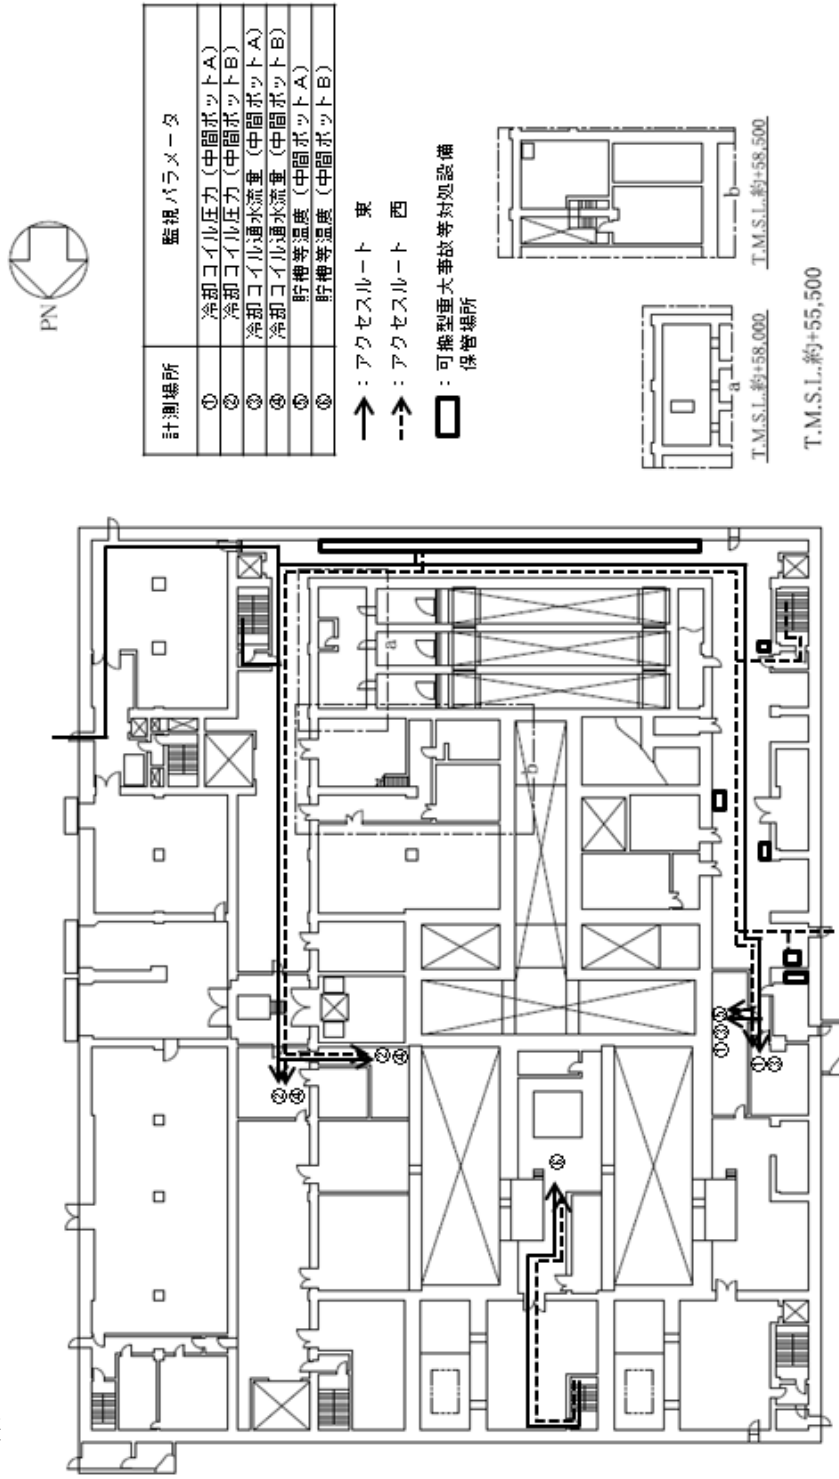 PN
計測場所 監視パラメータ
① 冷却コイル圧力（中間ポットA）
② 冷却コイル圧力（中間ポットB）
③ 冷却コイル通水流量（中間ポットA）
④ 冷却コイル通水流量（中間ポットB）
⑤ 貯槽等温度（中間ポットA）
⑥ 貯槽等温度（中間ポットB）
：アクセスルート 東
：アクセスルート 西
：可搬型重大事故等対処設備
保管場所
a
T.M.S.L.約+58,000
b
T.M.S.L.約+58,500
T.M.S.L.約+55,500
a
b
②
④
②④
⑥
①③⑤
①
③